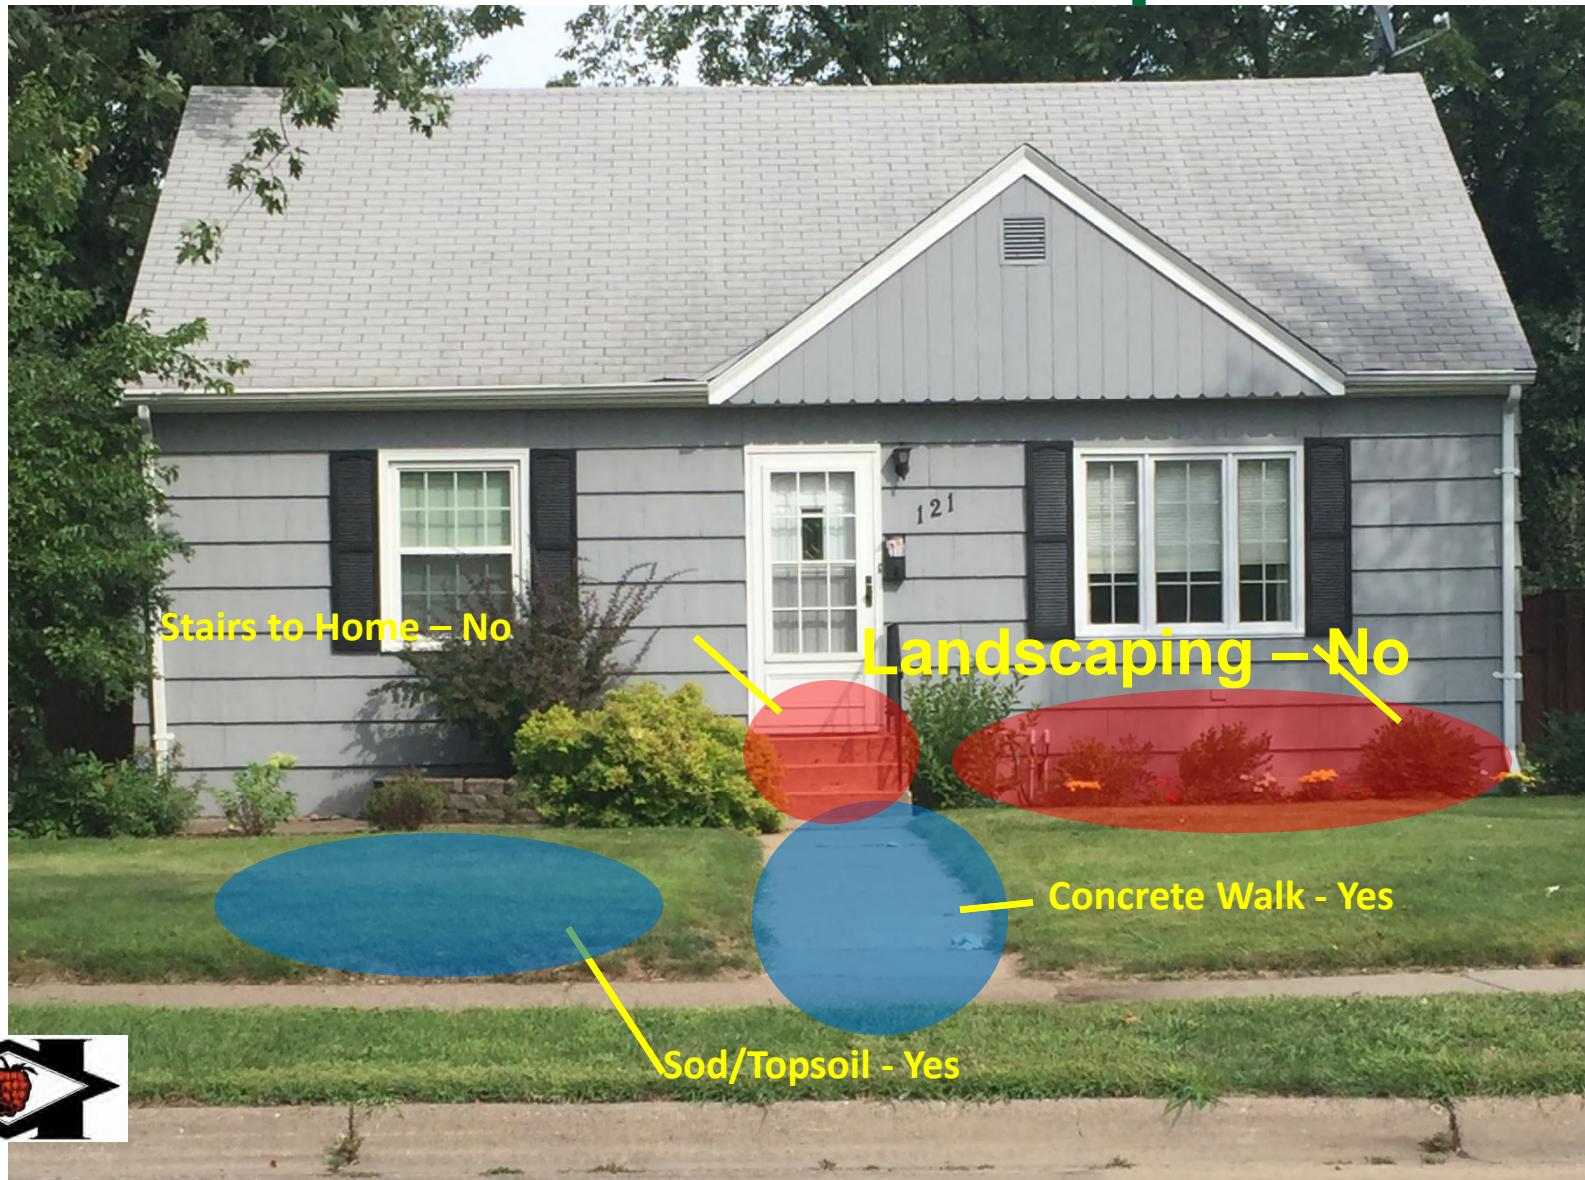 121
Stairs to Home – No
Landscaping – No
Concrete Walk - Yes
Sod/Topsoil - Yes